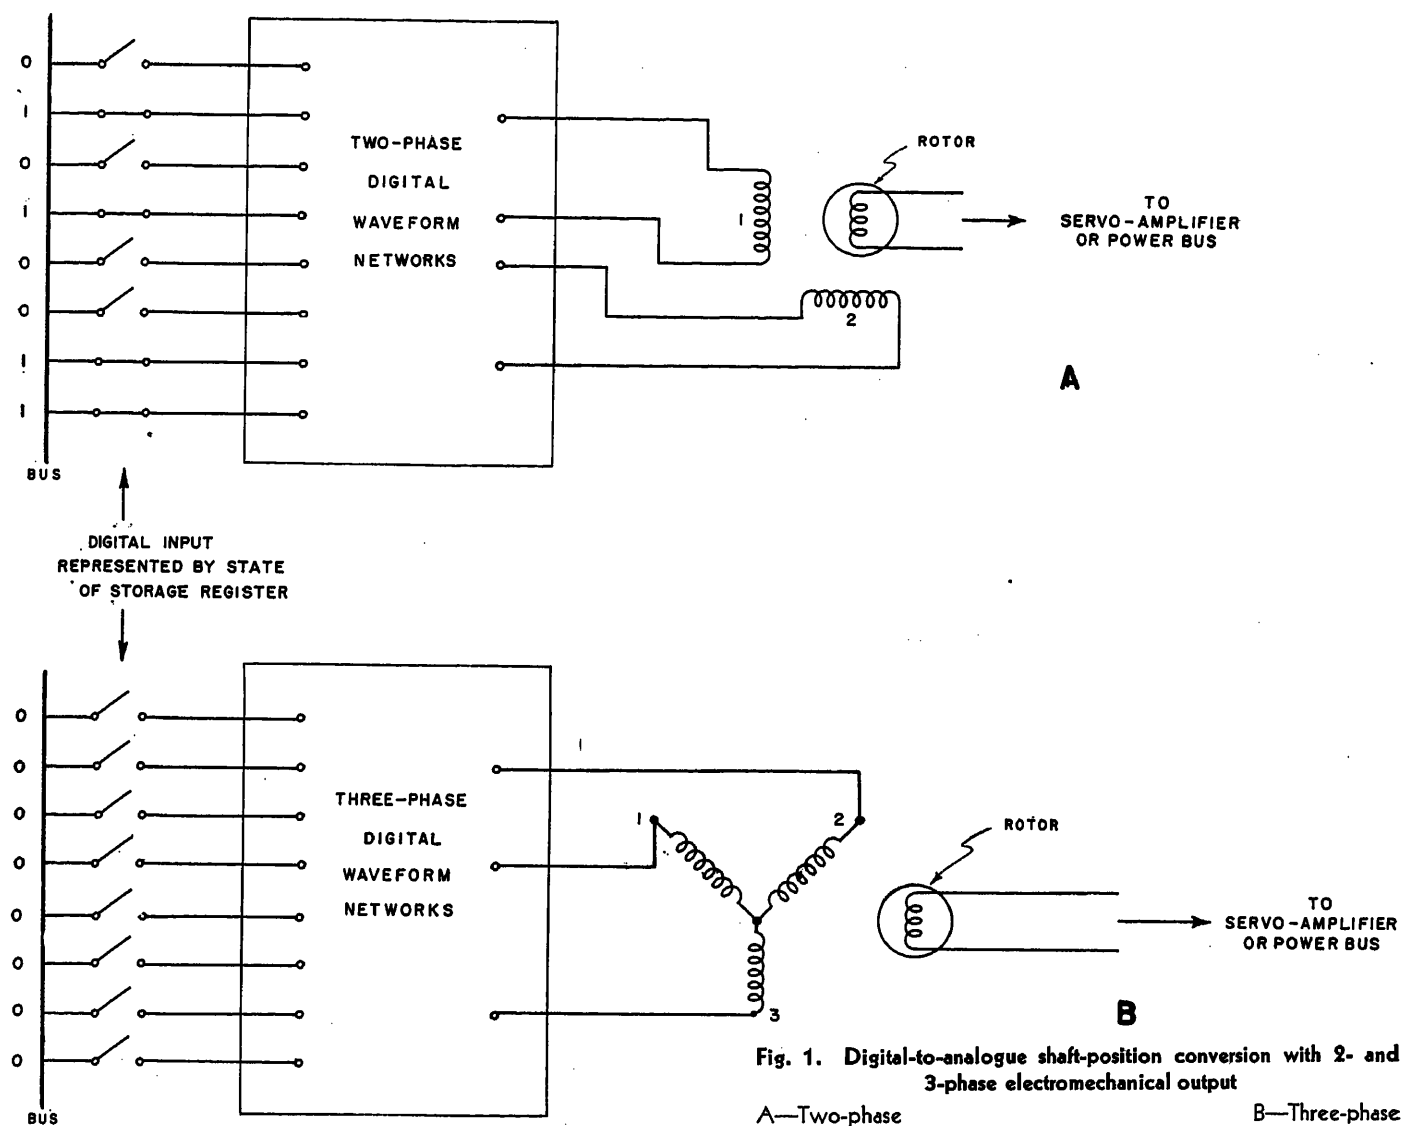 0
1
0
1
0
0
1
1
BUS
TWO-PHASE
DIGITAL
WAVEFORM
NETWORKS
1
2
ROTOR
TO
SERVO-AMPLIFIER
OR POWER BUS
A
DIGITAL INPUT
REPRESENTED BY STATE
OF STORAGE REGISTER
0
0
0
0
0
0
0
0
BUS
THREE-PHASE
DIGITAL
WAVEFORM
NETWORKS
1
2
3
ROTOR
TO
SERVO-AMPLIFIER
OR POWER BUS
B
Fig. 1. Digital-to-analogue shaft-position conversion with 2- and
3-phase electromechanical output
A—Two-phase B—Three-phase